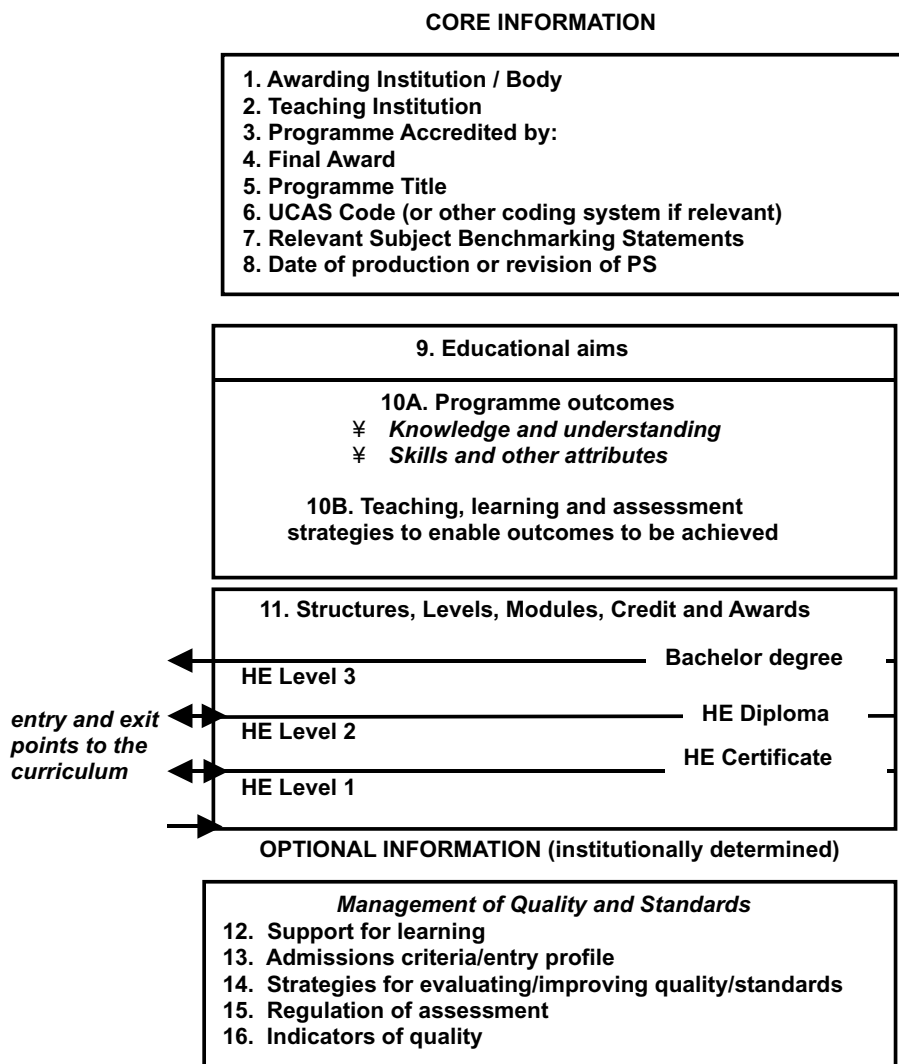 CORE INFORMATION
1. Awarding Institution / Body
2. Teaching Institution
3. Programme Accredited by:
4. Final Award
5. Programme Title
6. UCAS Code (or other coding system if relevant)
7. Relevant Subject Benchmarking Statements
8. Date of production or revision of PS
9. Educational aims
10A. Programme outcomes
¥ Knowledge and understanding
¥ Skills and other attributes
10B. Teaching, learning and assessment
strategies to enable outcomes to be achieved
11. Structures, Levels, Modules, Credit and Awards
Bachelor degree
HE Level 3
HE Diploma
HE Level 2
HE Certificate
HE Level 1
entry and exit
points to the
curriculum
OPTIONAL INFORMATION (institutionally determined)
Management of Quality and Standards
12. Support for learning
13. Admissions criteria/entry profile
14. Strategies for evaluating/improving quality/standards
15. Regulation of assessment
16. Indicators of quality